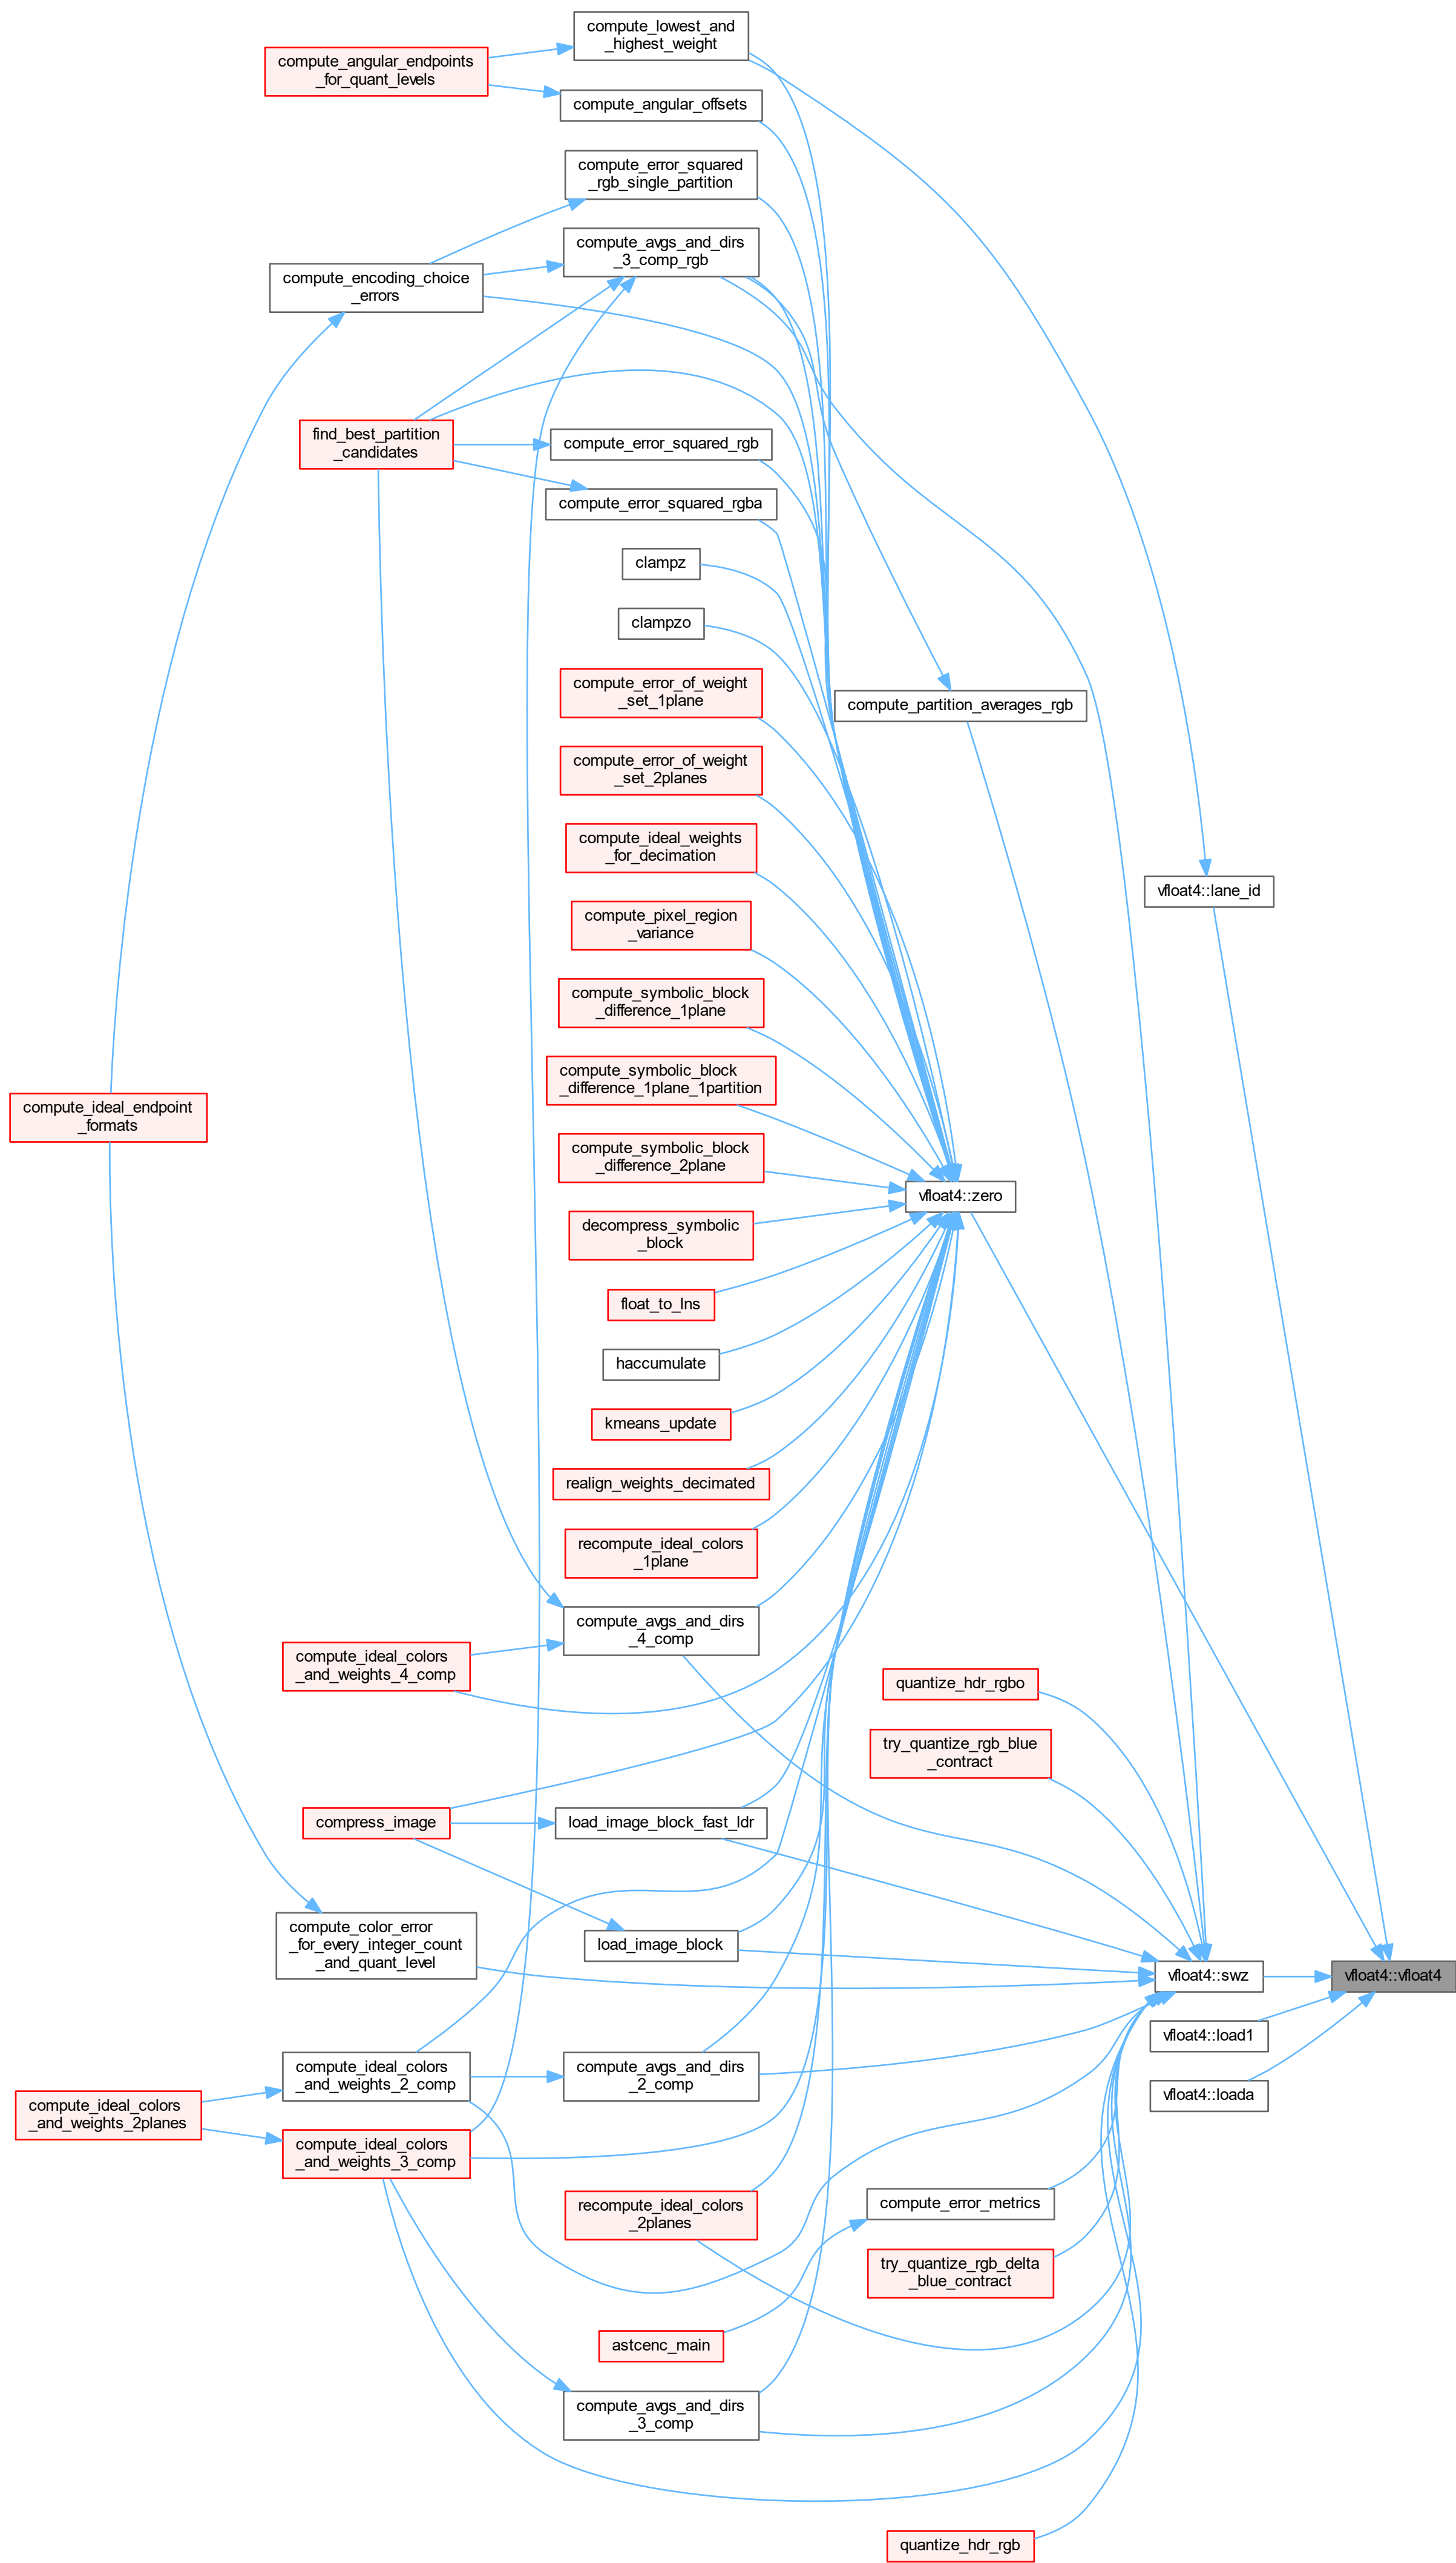 compute_lowest_and
_highest_weight
compute_angular_endpoints
_for_quant_levels
compute_angular_offsets
compute_error_squared
_rgb_single_partition
compute_avgs_and_dirs
_3_comp_rgb
compute_encoding_choice
_errors
find_best_partition
_candidates
compute_error_squared_rgb
compute_error_squared_rgba
clampz
clampzo
compute_error_of_weight
_set_1plane
compute_partition_averages_rgb
compute_error_of_weight
_set_2planes
compute_ideal_weights
_for_decimation
vfloat4::lane_id
compute_pixel_region
_variance
compute_symbolic_block
_difference_1plane
compute_symbolic_block
_difference_1plane_1partition
compute_ideal_endpoint
_formats
compute_symbolic_block
_difference_2plane
vfloat4::zero
decompress_symbolic
_block
float_to_lns
haccumulate
kmeans_update
realign_weights_decimated
recompute_ideal_colors
_1plane
compute_avgs_and_dirs
_4_comp
compute_ideal_colors
_and_weights_4_comp
quantize_hdr_rgbo
try_quantize_rgb_blue
_contract
compress_image
load_image_block_fast_ldr
compute_color_error
_for_every_integer_count
_and_quant_level
load_image_block
vfloat4::swz
vfloat4::vfloat4
vfloat4::load1
compute_ideal_colors
_and_weights_2_comp
compute_avgs_and_dirs
_2_comp
vfloat4::loada
compute_ideal_colors
_and_weights_2planes
compute_ideal_colors
_and_weights_3_comp
recompute_ideal_colors
_2planes
compute_error_metrics
try_quantize_rgb_delta
_blue_contract
astcenc_main
compute_avgs_and_dirs
_3_comp
quantize_hdr_rgb